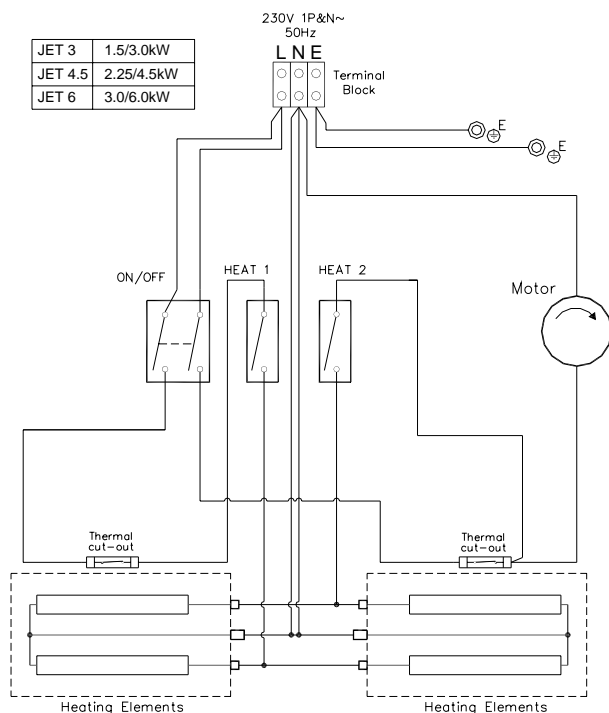 230V 1P&N~
50Hz
L N E
JET 3 1.5/3.0kW
JET 4.5 2.25/4.5kW
JET 6 3.0/6.0kW
Terminal
Block
E
E
ON/OFF
HEAT 1
HEAT 2
Motor
Thermal
cut-out
Thermal
cut-out
Heating Elements
Heating Elements